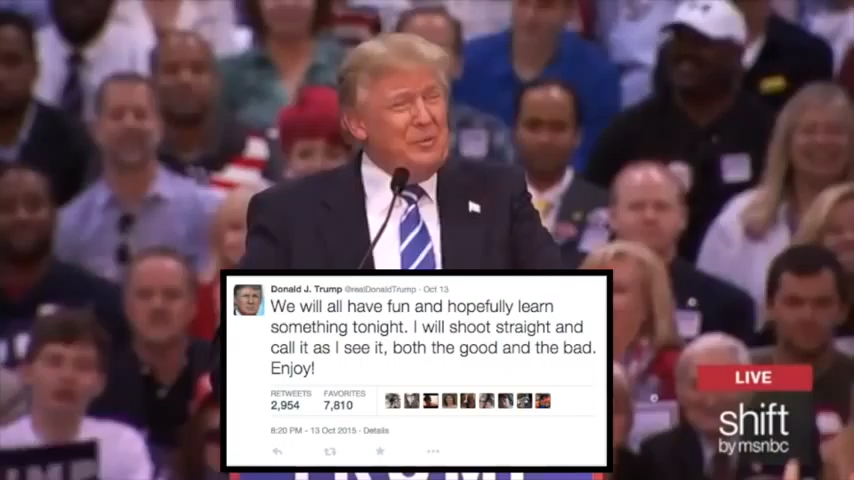 Donald J. Trump @realDonaldTrump · Oct 13
We will all have fun and hopefully learn
something tonight. I will shoot straight and
call it as I see it, both the good and the bad.
Enjoy!
RETWEETS FAVORITES
2,954 7,810
8:20 PM - 13 Oct 2015 · Details
LIVE
shift
by msnbc
TRUMP